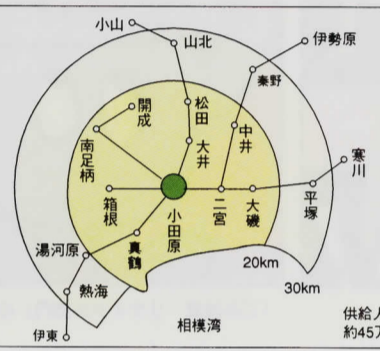 小山
山北
伊勢原
秦野
開成
松田
中井
南足柄
大井
寒川
箱根
小田原
二宮
大磯
平塚
湯河原
真鶴
20km
30km
熱海
伊東
相模湾
供給人
約45万